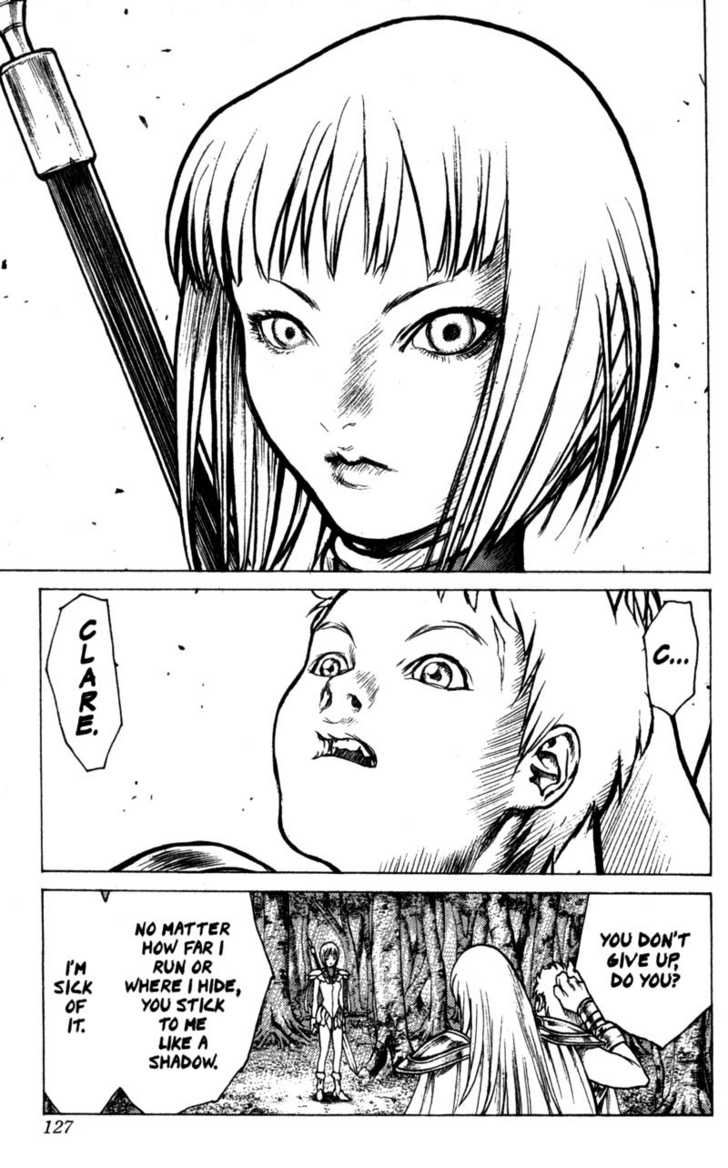 C...
C
L
A
R
E.
YOU DON'T
GIVE UP,
DO YOU?
NO MATTER
HOW FAR I
RUN OR
WHERE I HIDE,
YOU STICK
TO ME
LIKE A
SHADOW.
I'M
SICK
OF
IT.
127